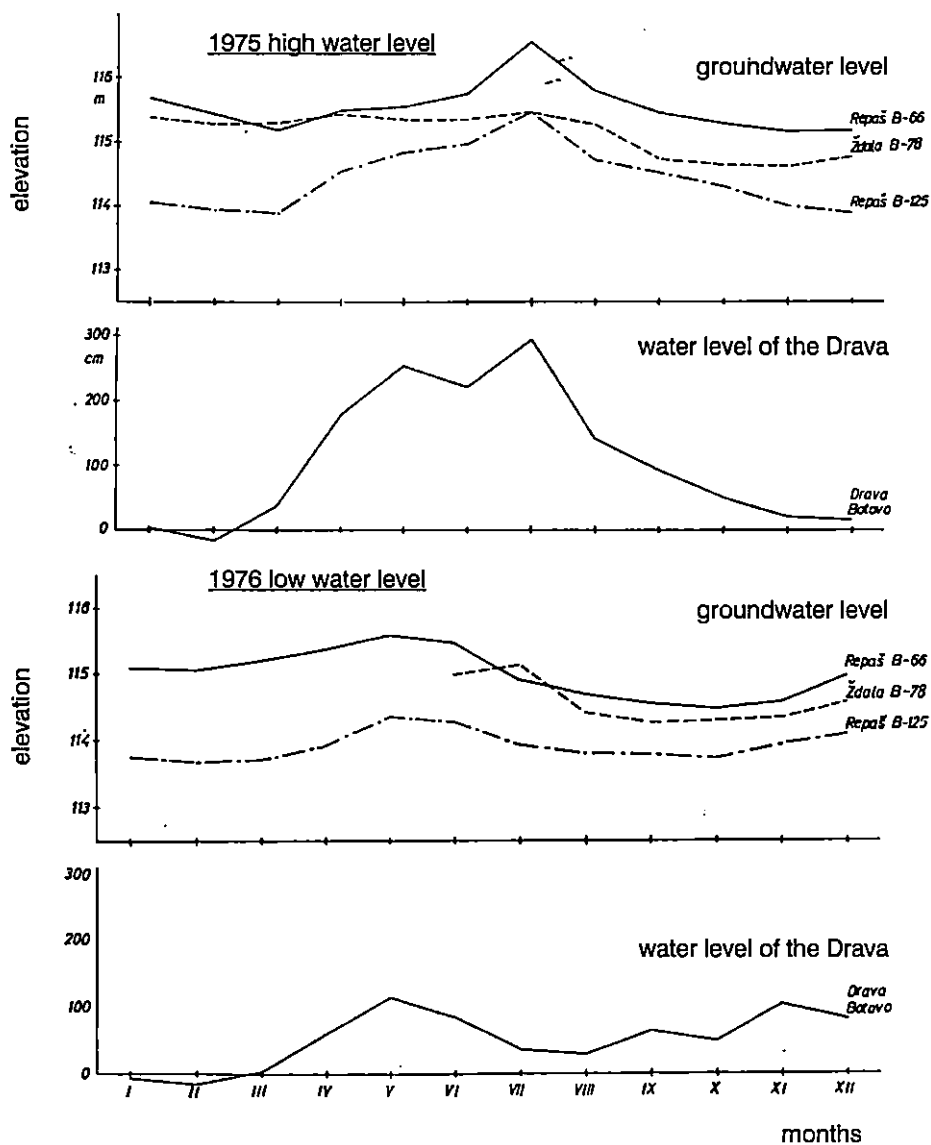 1975 high water level
groundwater level
elevation
116
m
115
114
113
Repaš B-66
Ždala B-78
Repaš B-125
water level of the Drava
300
cm
200
100
0
Drava
Botovo
1976 low water level
groundwater level
elevation
116
115
114
113
Repaš B-66
Ždala B-78
Repaš B-125
water level of the Drava
300
200
100
0
Drava
Botovo
I II III IV V VI VII VIII IX X XI XII
months